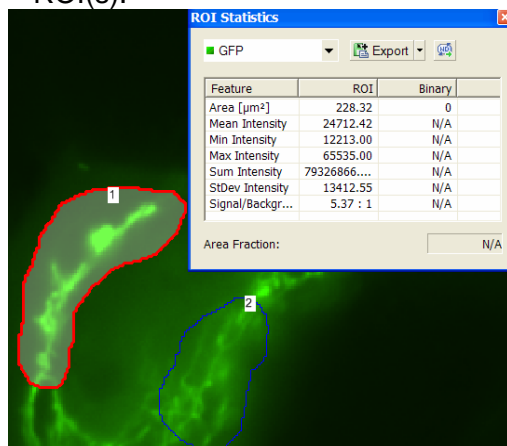 ROI(s).
ROI Statistics
GFP Export
Feature ROI Binary
Area [µm²] 228.32 0
Mean Intensity 24712.42 N/A
Min Intensity 12213.00 N/A
Max Intensity 65535.00 N/A
Sum Intensity 79326866.... N/A
StDev Intensity 13412.55 N/A
Signal/Backgr... 5.37 : 1 N/A
Area Fraction: N/A
1
2